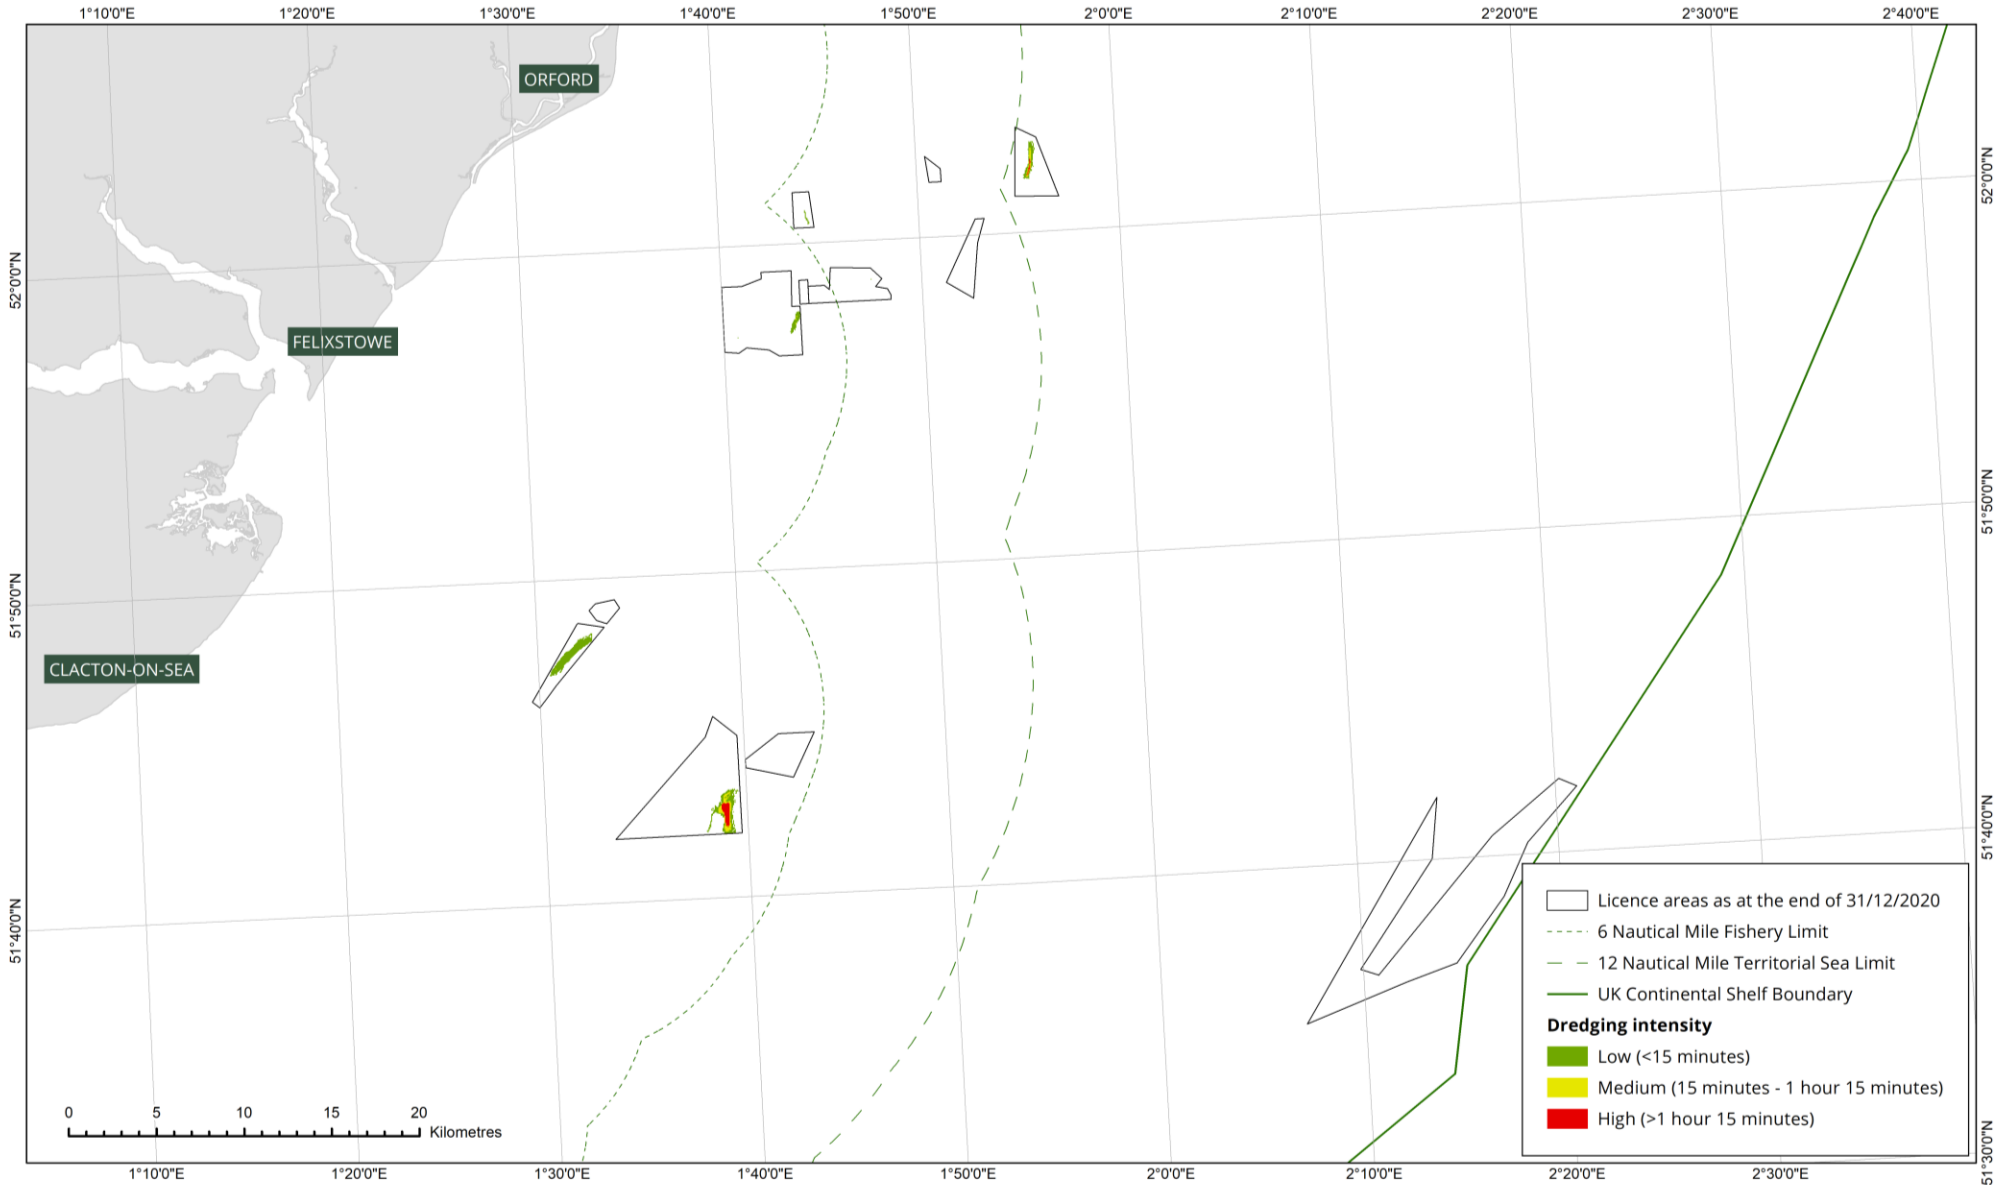 1°10'0"E 1°20'0"E 1°30'0"E 1°40'0"E 1°50'0"E 2°0'0"E 2°10'0"E 2°20'0"E 2°30'0"E 2°40'0"E
ORFORD
52°0'0"N
52°0'0"N
FELIXSTOWE
51°50'0"N
51°50'0"N
CLACTON-ON-SEA
51°40'0"N
51°40'0"N
Licence areas as at the end of 31/12/2020
6 Nautical Mile Fishery Limit
12 Nautical Mile Territorial Sea Limit
UK Continental Shelf Boundary
Dredging intensity
Low (<15 minutes)
Medium (15 minutes - 1 hour 15 minutes)
High (>1 hour 15 minutes)
0 5 10 15 20
Kilometres
51°30'0"N
1°10'0"E 1°20'0"E 1°30'0"E 1°40'0"E 1°50'0"E 2°0'0"E 2°10'0"E 2°20'0"E 2°30'0"E